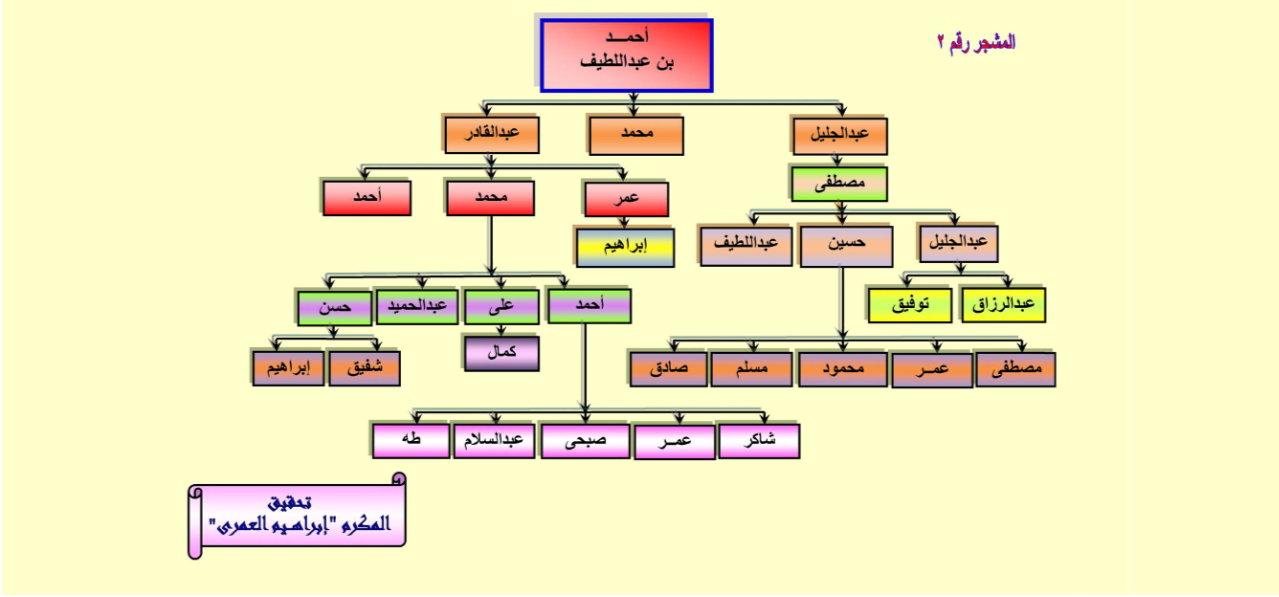 المشجر رقم ٢
أحمـــد
بن عبداللطيف
عبدالجليل
محمد
عبدالقادر
مصطفى
عمر
محمد
أحمد
عبدالجليل
حسين
عبداللطيف
إبراهيم
عبدالرزاق
توفيق
أحمد
على
عبدالحميد
حسن
مصطفى
عمــر
محمود
مسلم
صادق
كمال
شفيق
إبراهيم
شاكر
عمــر
صبحى
عبدالسلام
طه
تحقيق
المكرم "إبراهيم العمرى"